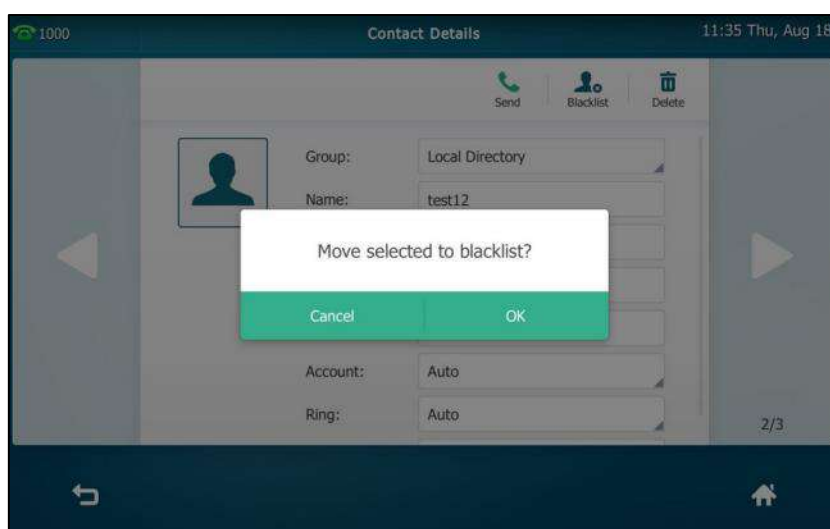 1000 Contact Details 11:35 Thu, Aug 18
Send Blacklist Delete
Group: Local Directory
Name: test12
Move selected to blacklist?
Cancel OK
Account: Auto
Ring: Auto
2/3